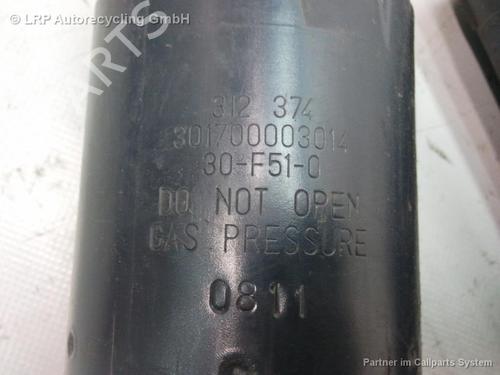 LRP Autorecycling GmbH
PARTS
312 374
301700003014
30-F51-0
DO NOT OPEN
GAS PRESSURE
0811
Partner im Callparts System